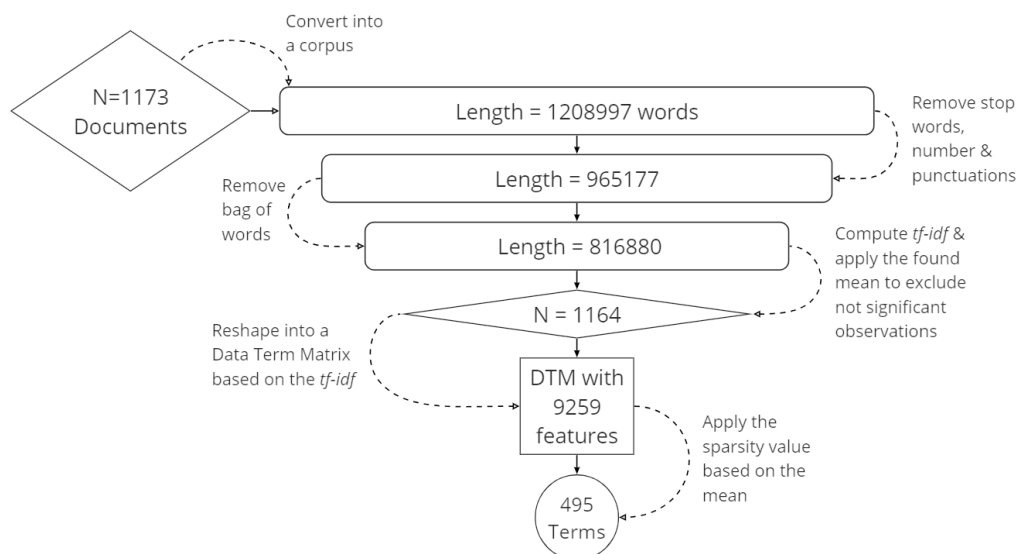 Convert into
a corpus
N=1173
Documents
Length = 1208997 words
Remove stop
words,
number &
punctuations
Length = 965177
Remove
bag of
words
Length = 816880
Compute tf-idf &
apply the found
mean to exclude
not significant
observations
N = 1164
Reshape into a
Data Term Matrix
based on the tf-idf
DTM with
9259
features
Apply the
sparsity value
based on the
mean
495
Terms